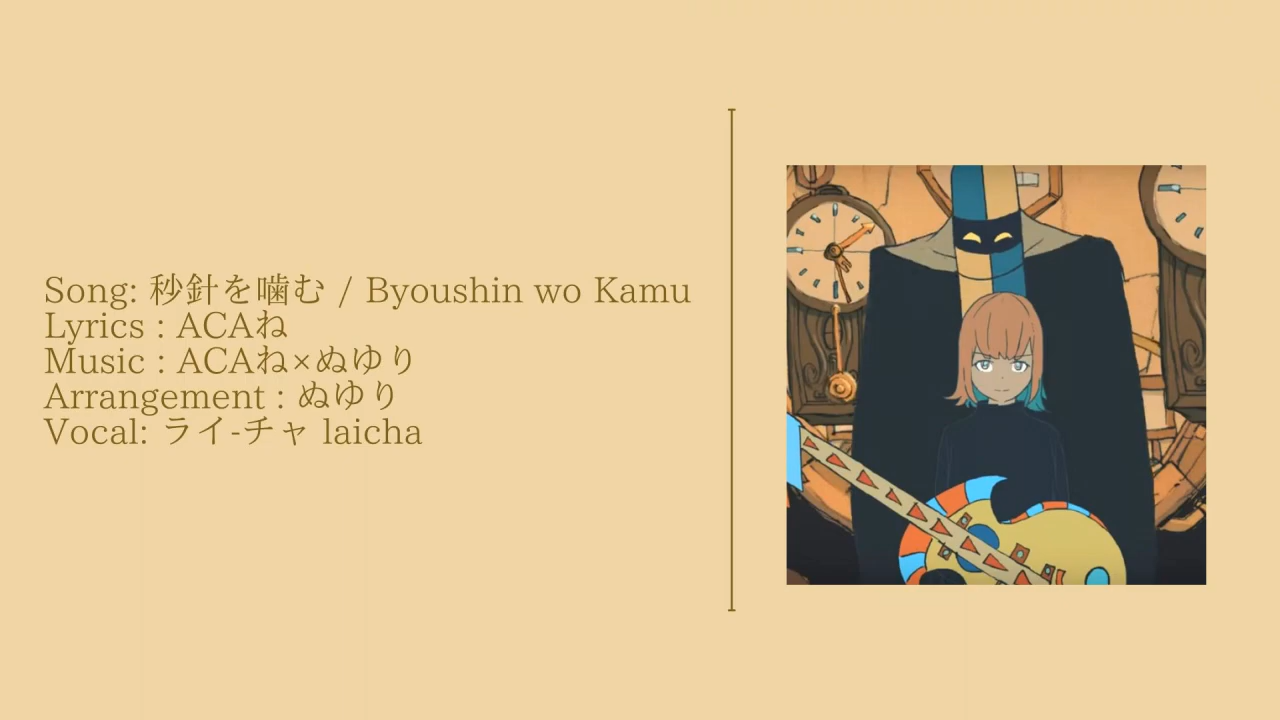 Song: 秒針を噛む / Byoushin wo Kamu
Lyrics : ACAね
Music : ACAね×ぬゆり
Arrangement : ぬゆり
Vocal: ライ-チャ laicha